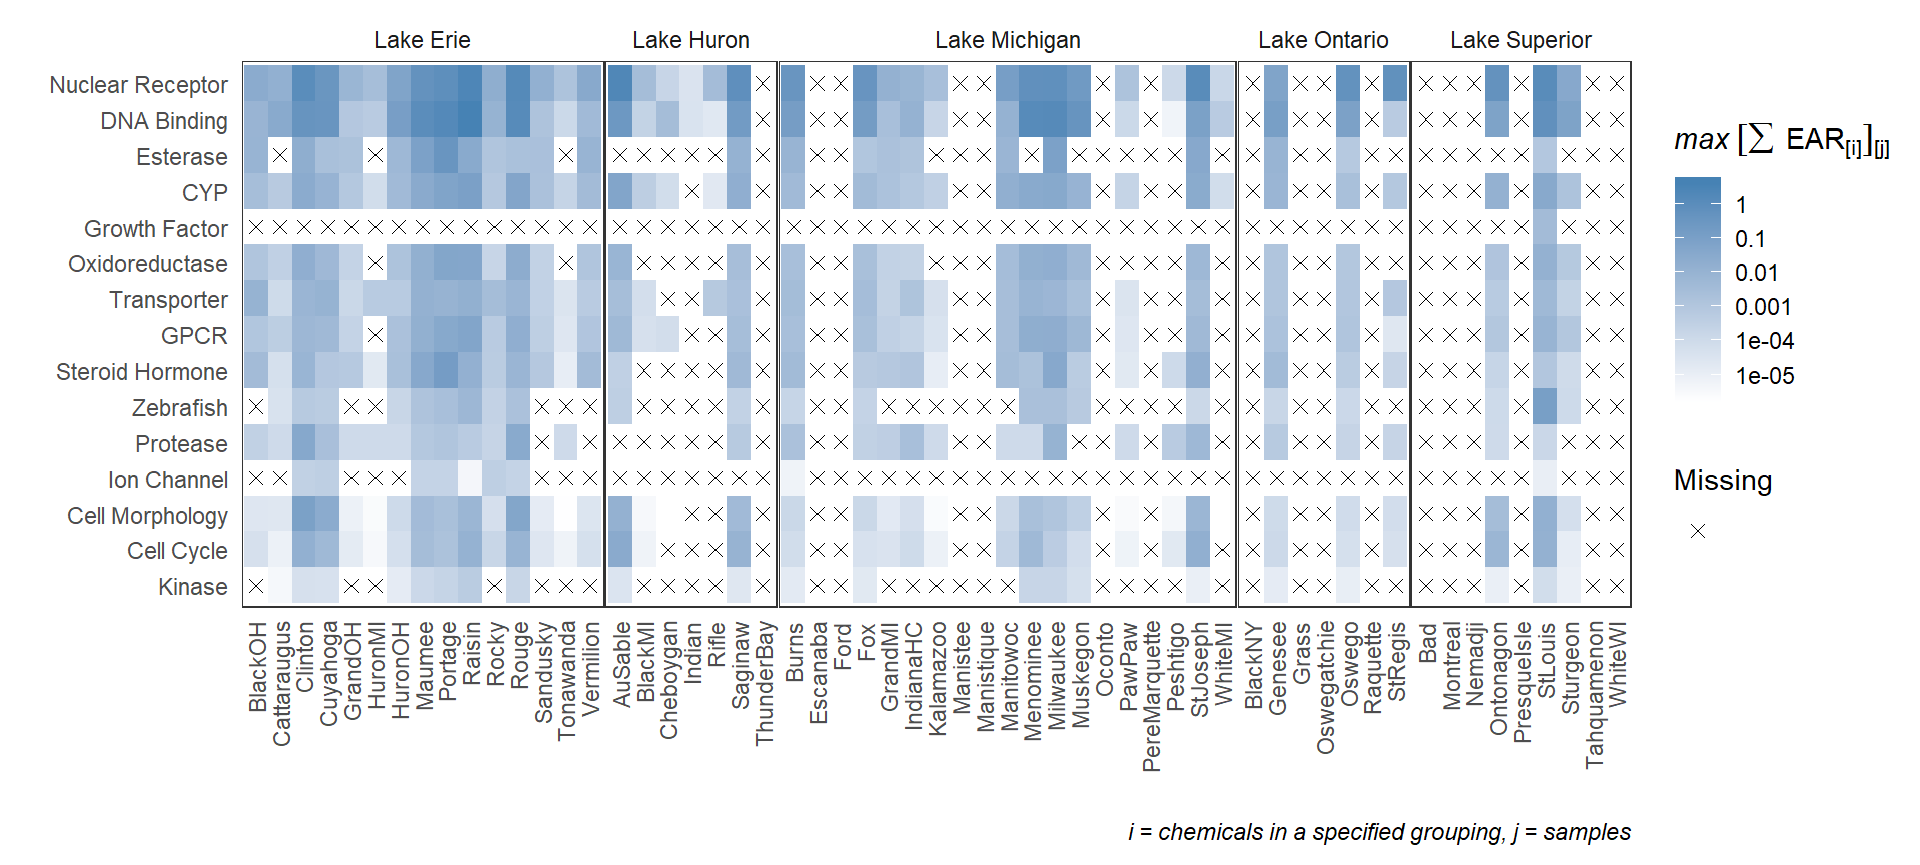 Lake Erie Lake Huron Lake Michigan Lake Ontario Lake Superior
Nuclear Receptor
DNA Binding
Esterase
CYP
Growth Factor
Oxidoreductase
Transporter
GPCR
Steroid Hormone
Zebrafish
Protease
Ion Channel
Cell Morphology
Cell Cycle
Kinase
BlackOH
Cattaraugus
Clinton
Cuyahoga
GrandOH
HuronMI
HuronOH
Maumee
Portage
Raisin
Rocky
Rouge
Sandusky
Tonawanda
Vermilion
AuSable
BlackMI
Cheboygan
Indian
Rifle
Saginaw
ThunderBay
Burns
Escanaba
Ford
Fox
GrandMI
IndianaHC
Kalamazoo
Manistee
Manistique
Manitowoc
Menominee
Milwaukee
Muskegon
Oconto
PawPaw
PereMarquette
Peshtigo
StJoseph
WhiteMI
BlackNY
Genesee
Grass
Oswegatchie
Oswego
Raquette
StRegis
Bad
Montreal
Nemadji
Ontonagon
PresqueIsle
StLouis
Sturgeon
Tahquamenon
WhiteWI
max [∑ EAR[i]][j]
1
0.1
0.01
0.001
1e-04
1e-05
Missing
i = chemicals in a specified grouping, j = samples